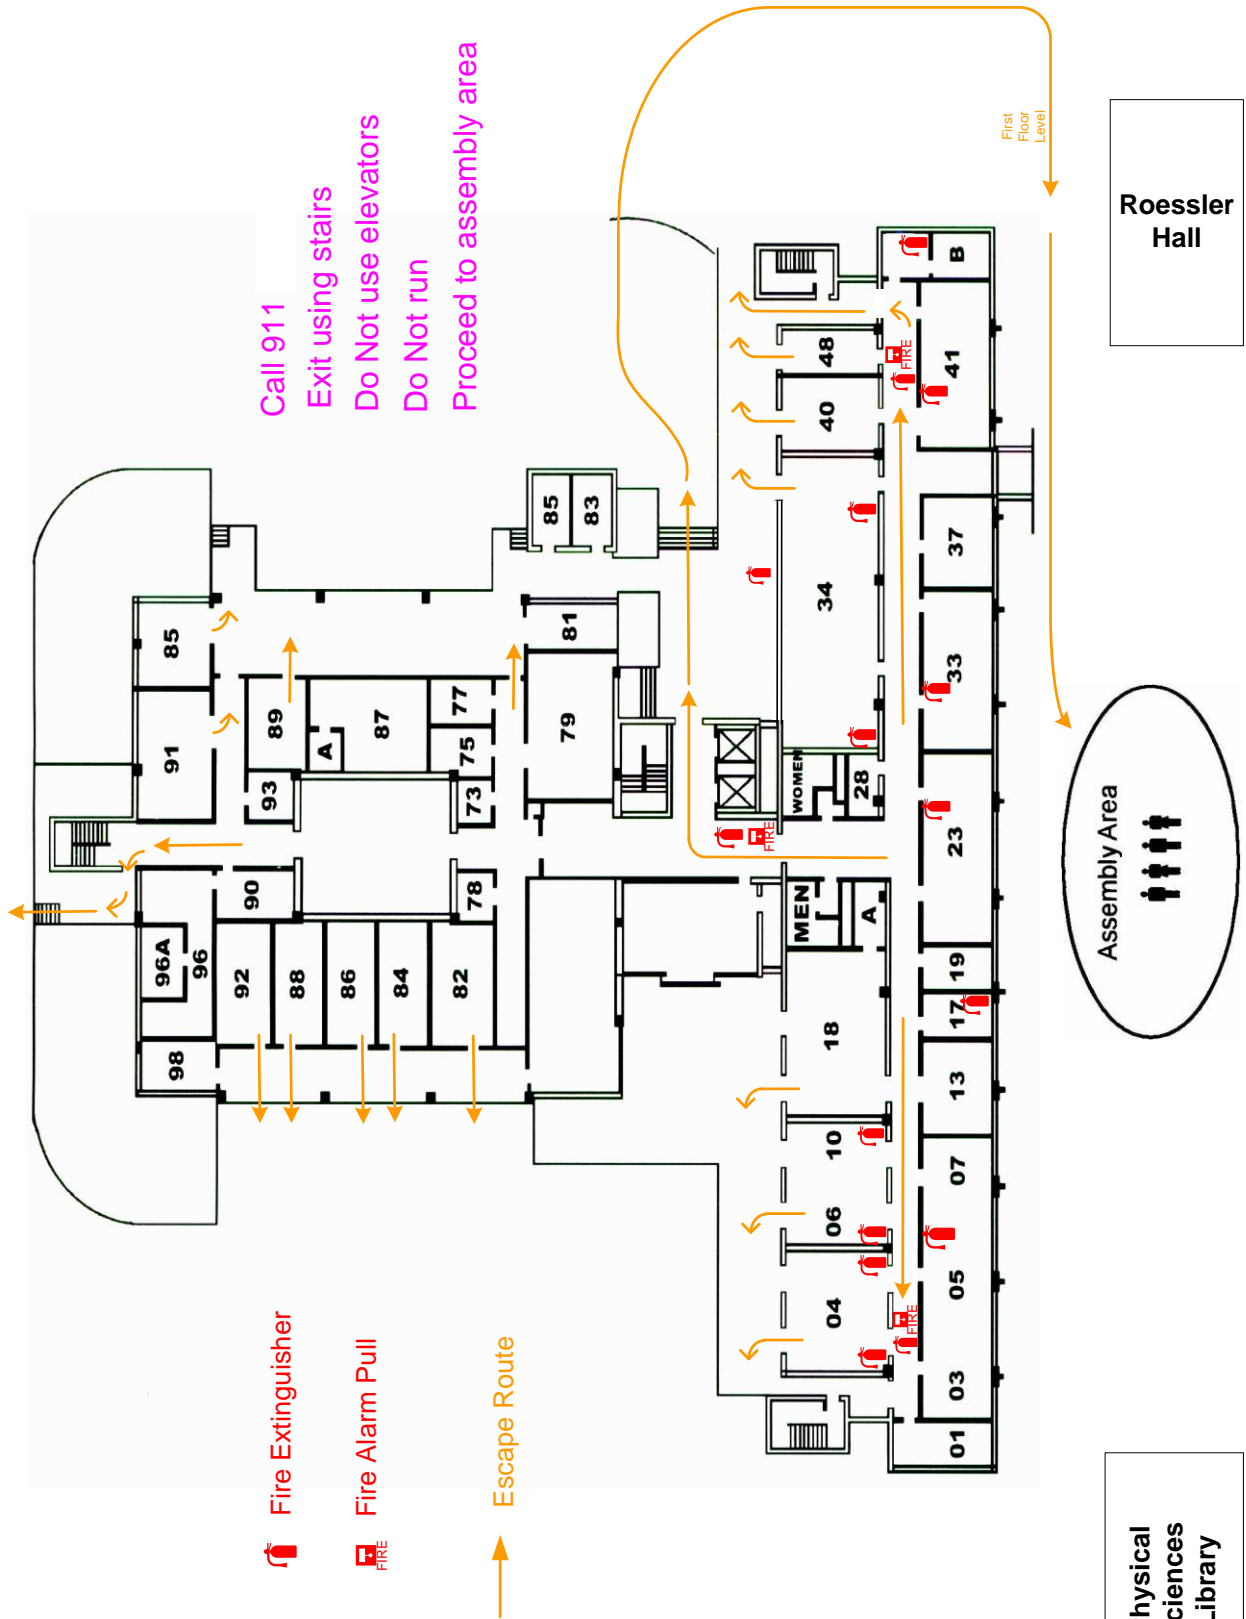 Call 911
Exit using stairs
Do Not use elevators
Do Not run
Proceed to assembly area
First
Floor
Level
Roessler
Hall
85
83
85
91
89
A
87
77
75
73
79
81
93
90
78
96A
96
92
88
86
84
82
98
48
40
34
WOMEN
28
FIRE
FIRE
MEN
A
18
10
06
04
FIRE
B
41
37
33
23
19
17
13
07
05
03
01
Assembly Area
Fire Extinguisher
FIRE
Fire Alarm Pull
Escape Route
hysical
ciences
ibrary